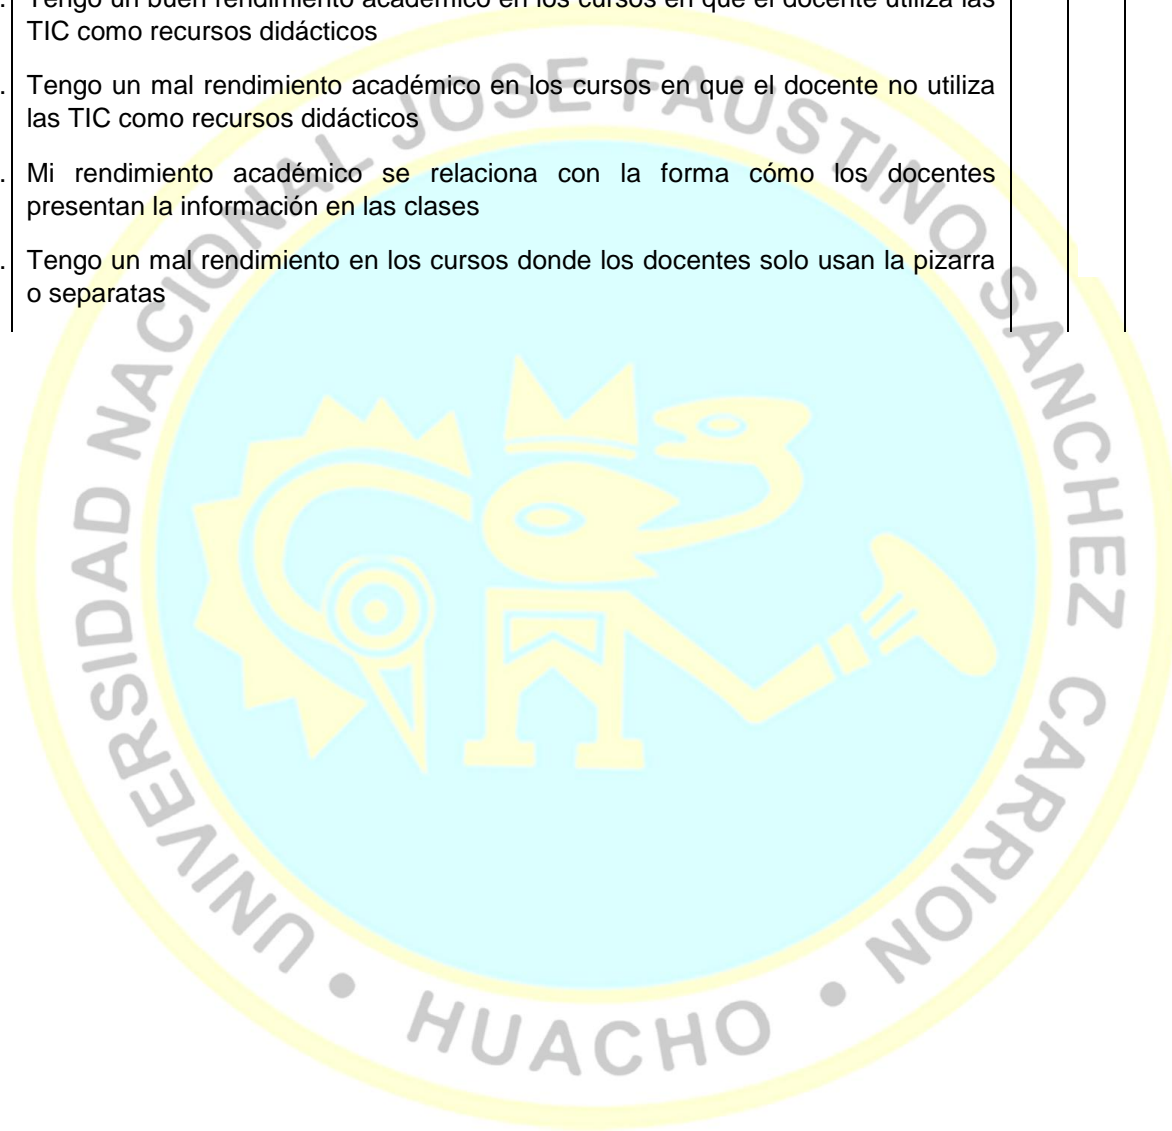 . Tengo un buen rendimiento académico en los cursos en que el docente utiliza las
TIC como recursos didácticos
. Tengo un mal rendimiento académico en los cursos en que el docente no utiliza
las TIC como recursos didácticos
. Mi rendimiento académico se relaciona con la forma cómo los docentes
presentan la información en las clases
. Tengo un mal rendimiento en los cursos donde los docentes solo usan la pizarra
o separatas
UNIVERSIDAD NACIONAL JOSE FAUSTINO SANCHEZ CARRION
• HUACHO •